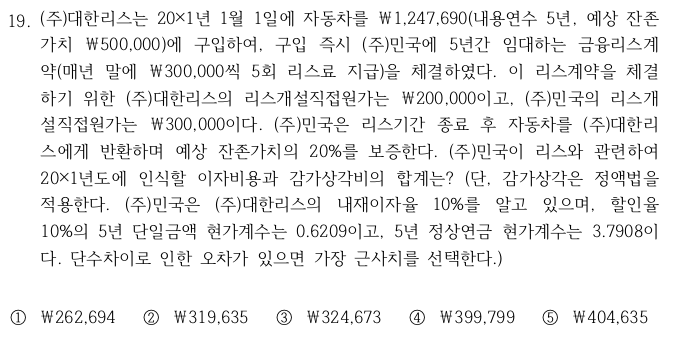 19. (주)대한리스는 20×1년 1월 1일에 자동차를 ₩1,247,690(내용연수 5년, 예상 잔존
가치 ₩500,000)에 구입하여, 구입 즉시 (주)민국에 5년간 임대하는 금융리스계
약(매년 말에 ₩300,000씩 5회 리스료 지급)을 체결하였다. 이 리스계약을 체결
하기 위한 (주)대한리스의 리스개설직접원가는 ₩200,000이고, (주)민국의 리스개
설직접원가는 ₩300,000이다. (주)민국은 리스기간 종료 후 자동차를 (주)대한리
스에게 반환하며 예상 잔존가치의 20%를 보증한다. (주)민국이 리스와 관련하여
20×1년도에 인식할 이자비용과 감가상각비의 합계는? (단, 감가상각은 정액법을
적용한다. (주)민국은 (주)대한리스의 내재이자율 10%를 알고 있으며, 할인율
10%의 5년 단일금액 현가계수는 0.6209이고, 5년 정상연금 현가계수는 3.7908이
다. 단수차이로 인한 오차가 있으면 가장 근사치를 선택한다.)
① ₩262,694 ② ₩319,635 ③ ₩324,673 ④ ₩399,799 ⑤ ₩404,635